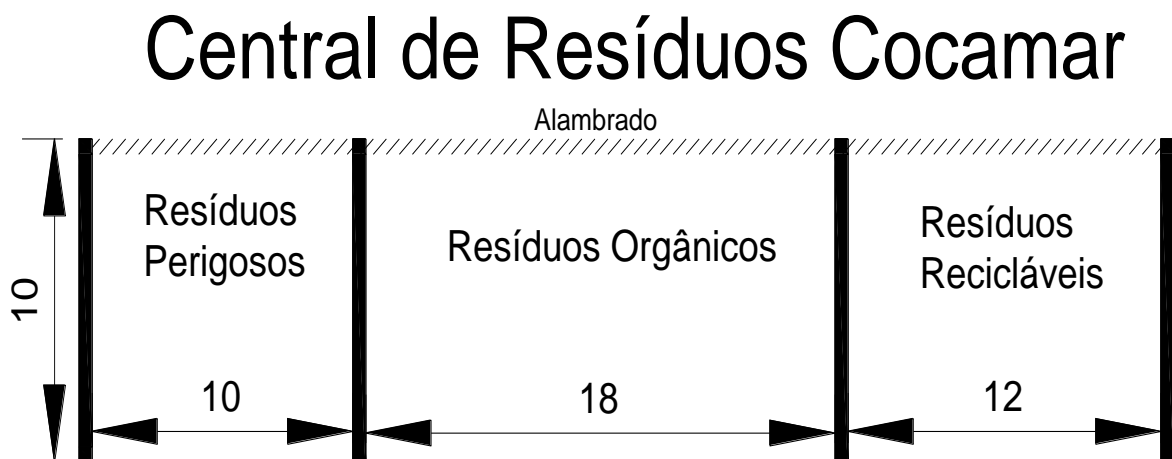 Central de Resíduos Cocamar
Alambrado
Resíduos
Perigosos
Resíduos Orgânicos
Resíduos
Recicláveis
10
10
18
12